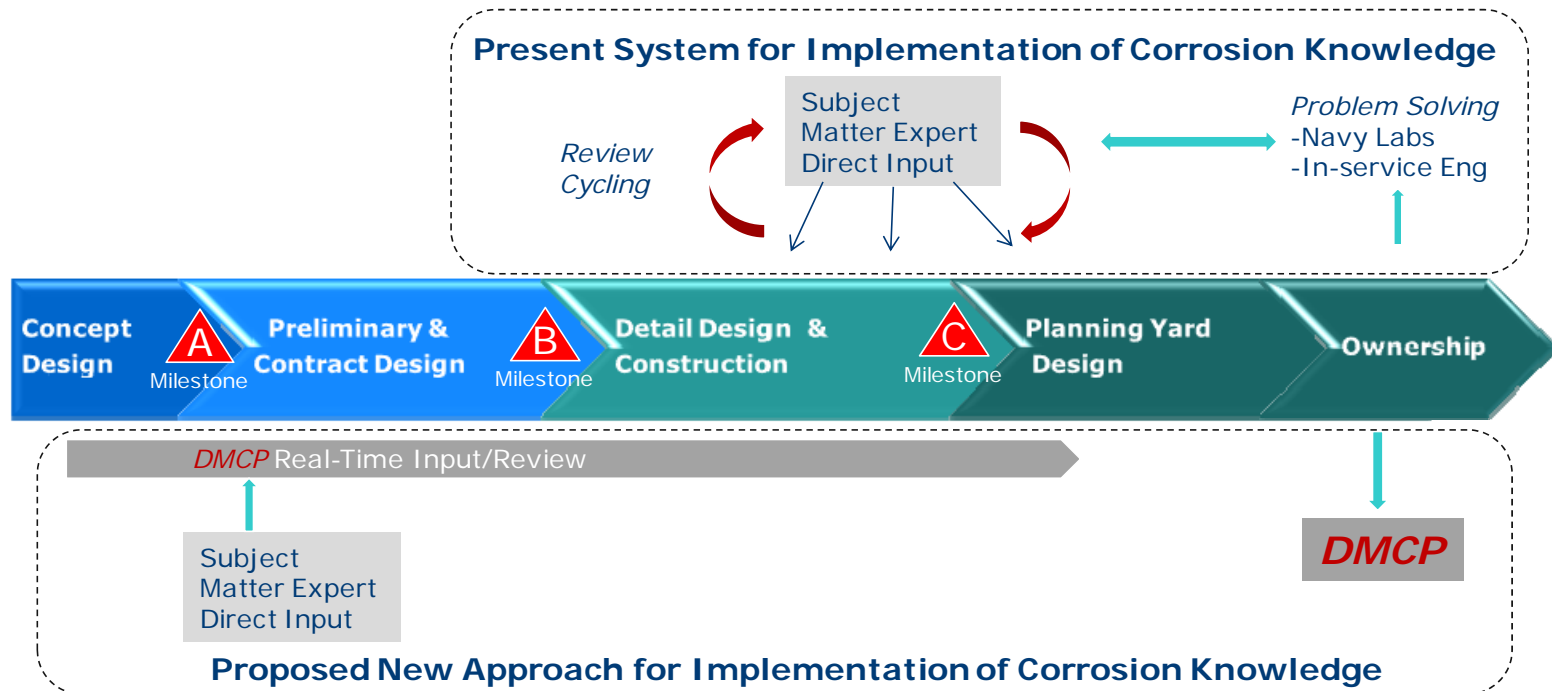 Present System for Implementation of Corrosion Knowledge
Subject
Matter Expert
Direct Input
Review
Cycling
Problem Solving
-Navy Labs
-In-service Eng
Concept
Design
A
Milestone
Preliminary &
Contract Design
B
Milestone
Detail Design &
Construction
C
Milestone
Planning Yard
Design
Ownership
DMCP Real-Time Input/Review
Subject
Matter Expert
Direct Input
DMCP
Proposed New Approach for Implementation of Corrosion Knowledge